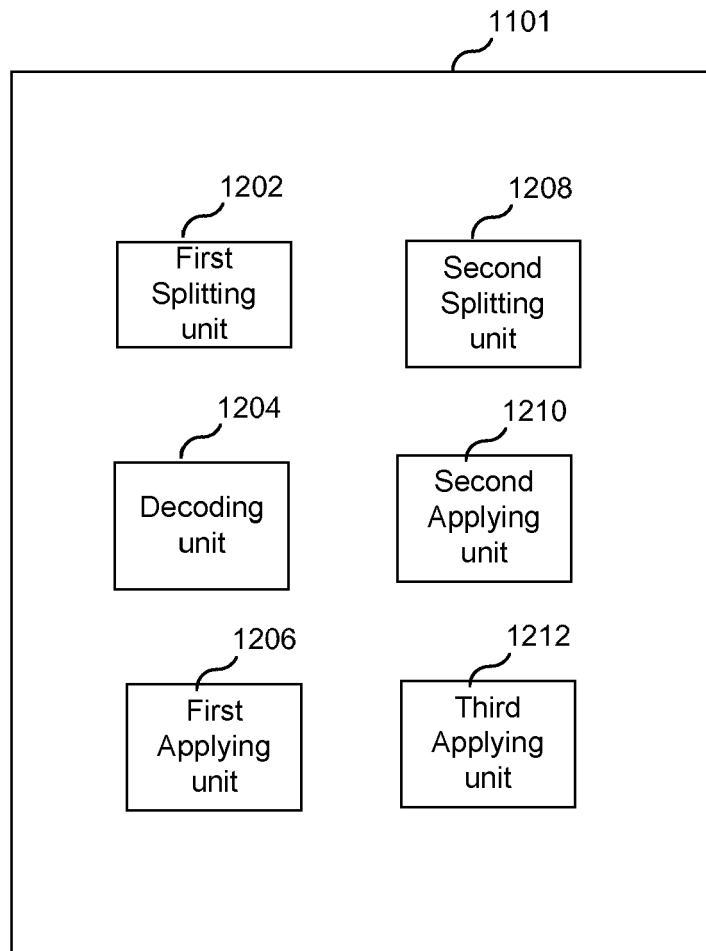 1101
1202
First
Splitting
unit
1208
Second
Splitting
unit
1204
Decoding
unit
1210
Second
Applying
unit
1206
First
Applying
unit
1212
Third
Applying
unit